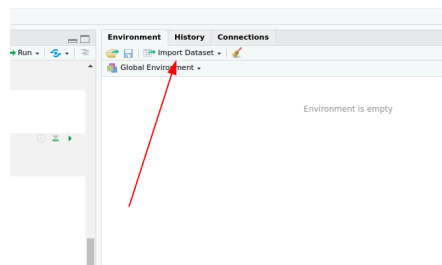 Environment History Connections
Run Import Dataset
Global Environment
Environment is empty